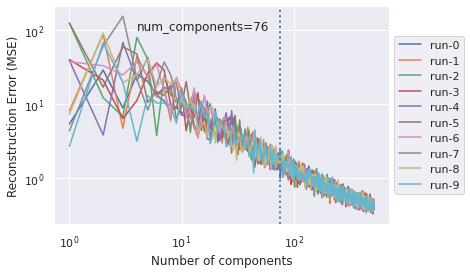 num_components=76
Reconstruction Error (MSE)
10²
10¹
10⁰
10⁰
10¹
10²
Number of components
run-0
run-1
run-2
run-3
run-4
run-5
run-6
run-7
run-8
run-9